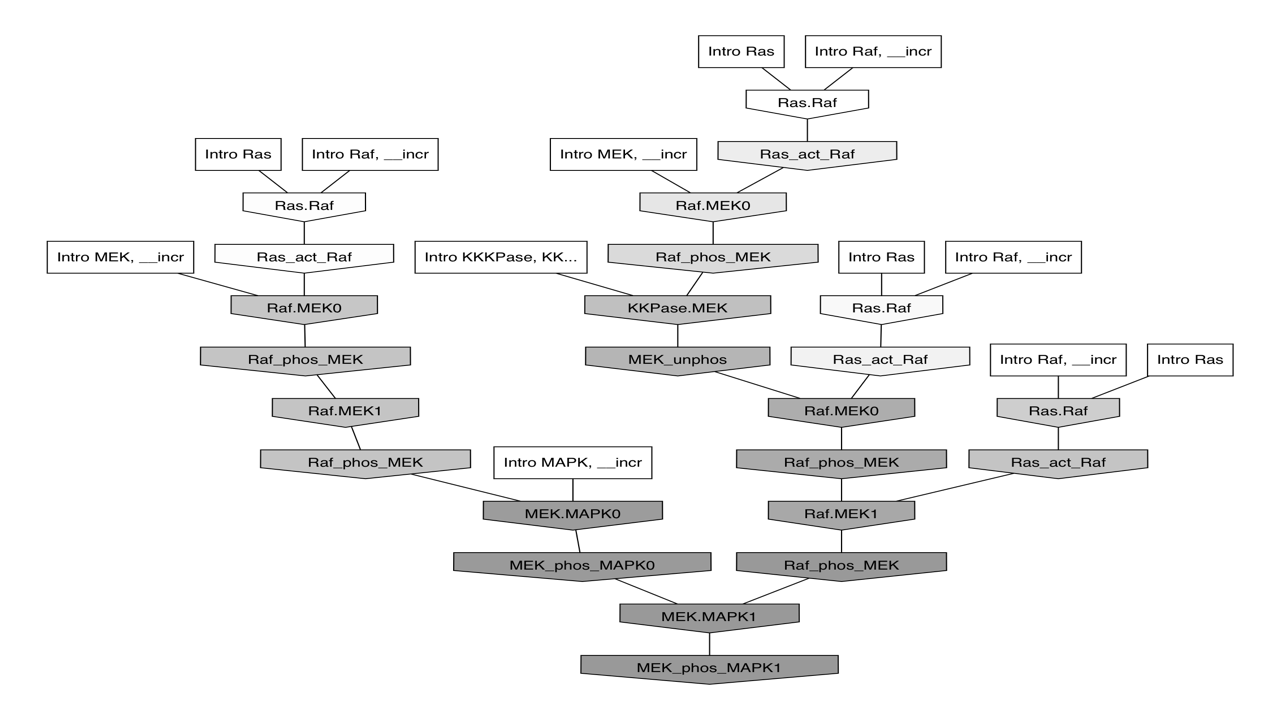 Intro Ras
Intro Raf, __incr
Ras.Raf
Intro Ras
Intro Raf, __incr
Intro MEK, __incr
Ras_act_Raf
Ras.Raf
Raf.MEK0
Intro MEK, __incr
Ras_act_Raf
Intro KKKPase, KK...
Raf_phos_MEK
Intro Ras
Intro Raf, __incr
Raf.MEK0
KKPase.MEK
Ras.Raf
Raf_phos_MEK
MEK_unphos
Ras_act_Raf
Intro Raf, __incr
Intro Ras
Raf.MEK1
Raf.MEK0
Ras.Raf
Raf_phos_MEK
Intro MAPK, __incr
Raf_phos_MEK
Ras_act_Raf
MEK.MAPK0
Raf.MEK1
MEK_phos_MAPK0
Raf_phos_MEK
MEK.MAPK1
MEK_phos_MAPK1